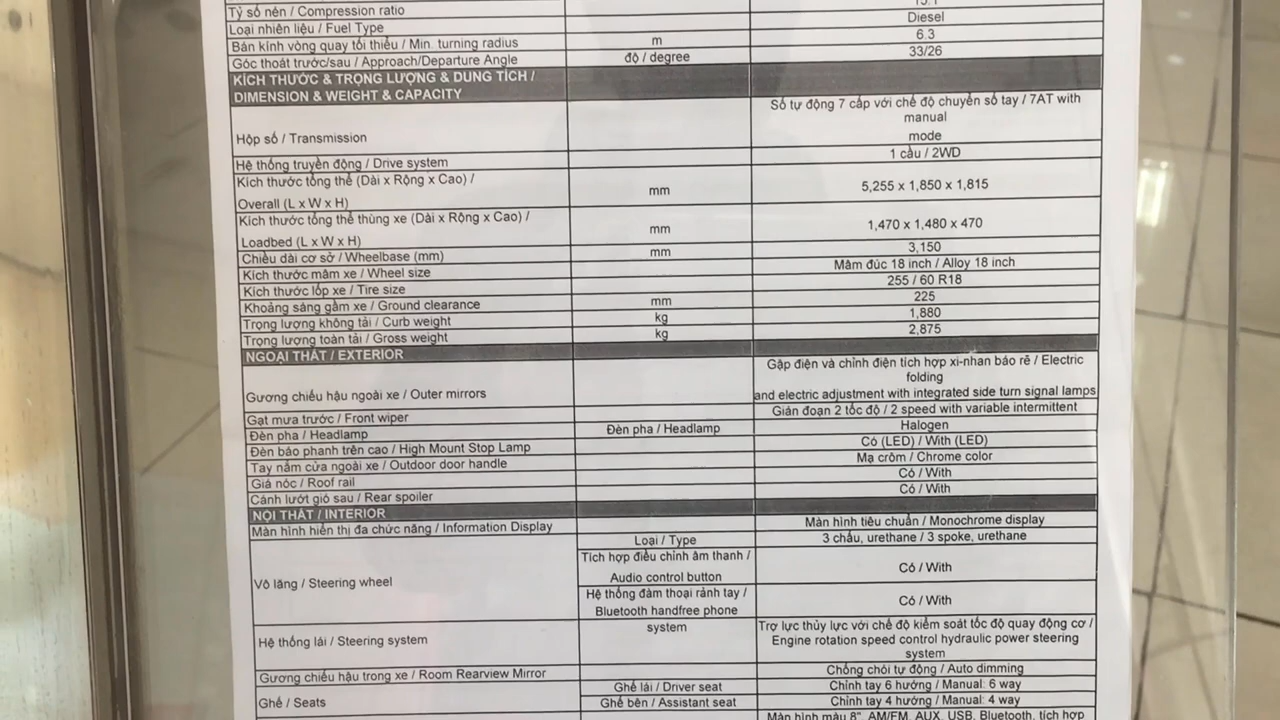 Tỷ số nén / Compression ratio
Loại nhiên liệu / Fuel Type Diesel
Bán kính vòng quay tối thiểu / Min. turning radius m 6.3
Góc thoát trước/sau / Approach/Departure Angle độ / degree 33/26
KÍCH THƯỚC & TRỌNG LƯỢNG & DUNG TÍCH /
DIMENSION & WEIGHT & CAPACITY
Số tự động 7 cấp với chế độ chuyển số tay / 7AT with
manual
Hộp số / Transmission mode
Hệ thống truyền động / Drive system 1 cầu / 2WD
Kích thước tổng thể (Dài x Rộng x Cao) /
Overall (L x W x H) mm 5,255 x 1,850 x 1,815
Kích thước tổng thể thùng xe (Dài x Rộng x Cao) /
Loadbed (L x W x H) mm 1,470 x 1,480 x 470
Chiều dài cơ sở / Wheelbase (mm) mm 3,150
Kích thước mâm xe / Wheel size Mâm đúc 18 inch / Alloy 18 inch
Kích thước lốp xe / Tire size 255 / 60 R18
Khoảng sáng gầm xe / Ground clearance mm 225
Trọng lượng không tải / Curb weight kg 1,880
Trọng lượng toàn tải / Gross weight kg 2,875
NGOẠI THẤT / EXTERIOR
Gập điện và chỉnh điện tích hợp xi-nhan báo rẽ / Electric
folding
Gương chiếu hậu ngoài xe / Outer mirrors and electric adjustment with integrated side turn signal lamps
Gạt mưa trước / Front wiper Gián đoạn 2 tốc độ / 2 speed with variable intermittent
Đèn pha / Headlamp Đèn pha / Headlamp Halogen
Đèn báo phanh trên cao / High Mount Stop Lamp Có (LED) / With (LED)
Tay nắm cửa ngoài xe / Outdoor door handle Mạ crôm / Chrome color
Giá nóc / Roof rail Có / With
Cánh lướt gió sau / Rear spoiler Có / With
NỘI THẤT / INTERIOR
Màn hình hiển thị đa chức năng / Information Display Màn hình tiêu chuẩn / Monochrome display
Loại / Type 3 chấu, urethane / 3 spoke, urethane
Tích hợp điều chỉnh âm thanh /
Audio control button Có / With
Vô lăng / Steering wheel
Hệ thống đàm thoại rảnh tay /
Bluetooth handfree phone Có / With
system Trợ lực thủy lực với chế độ kiểm soát tốc độ quay động cơ /
Hệ thống lái / Steering system Engine rotation speed control hydraulic power steering
system
Gương chiếu hậu trong xe / Room Rearview Mirror Chống chói tự động / Auto dimming
Ghế / Seats Ghế lái / Driver seat Chỉnh tay 6 hướng / Manual: 6 way
Ghế bên / Assistant seat Chỉnh tay 4 hướng / Manual: 4 way
Màn hình màu 8", AM/FM, AUX, USB, Bluetooth, tích hợp